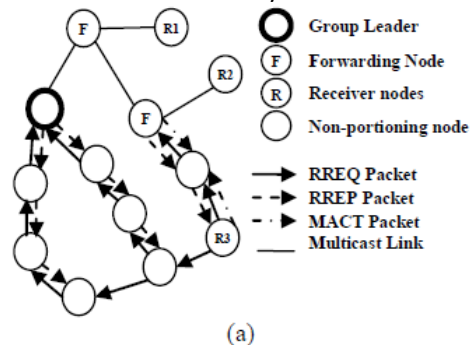 F
R1
R2
F
R3
Group Leader
F
Forwarding Node
R
Receiver nodes
Non-portioning node
RREQ Packet
RREP Packet
MACT Packet
Multicast Link
(a)